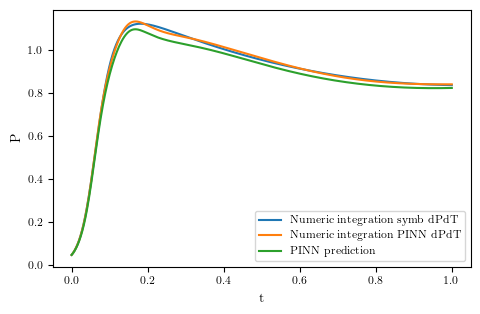 1.0
0.8
0.6
0.4
0.2
0.0
P
Numeric integration symb dPdT
Numeric integration PINN dPdT
PINN prediction
0.0 0.2 0.4 0.6 0.8 1.0
t